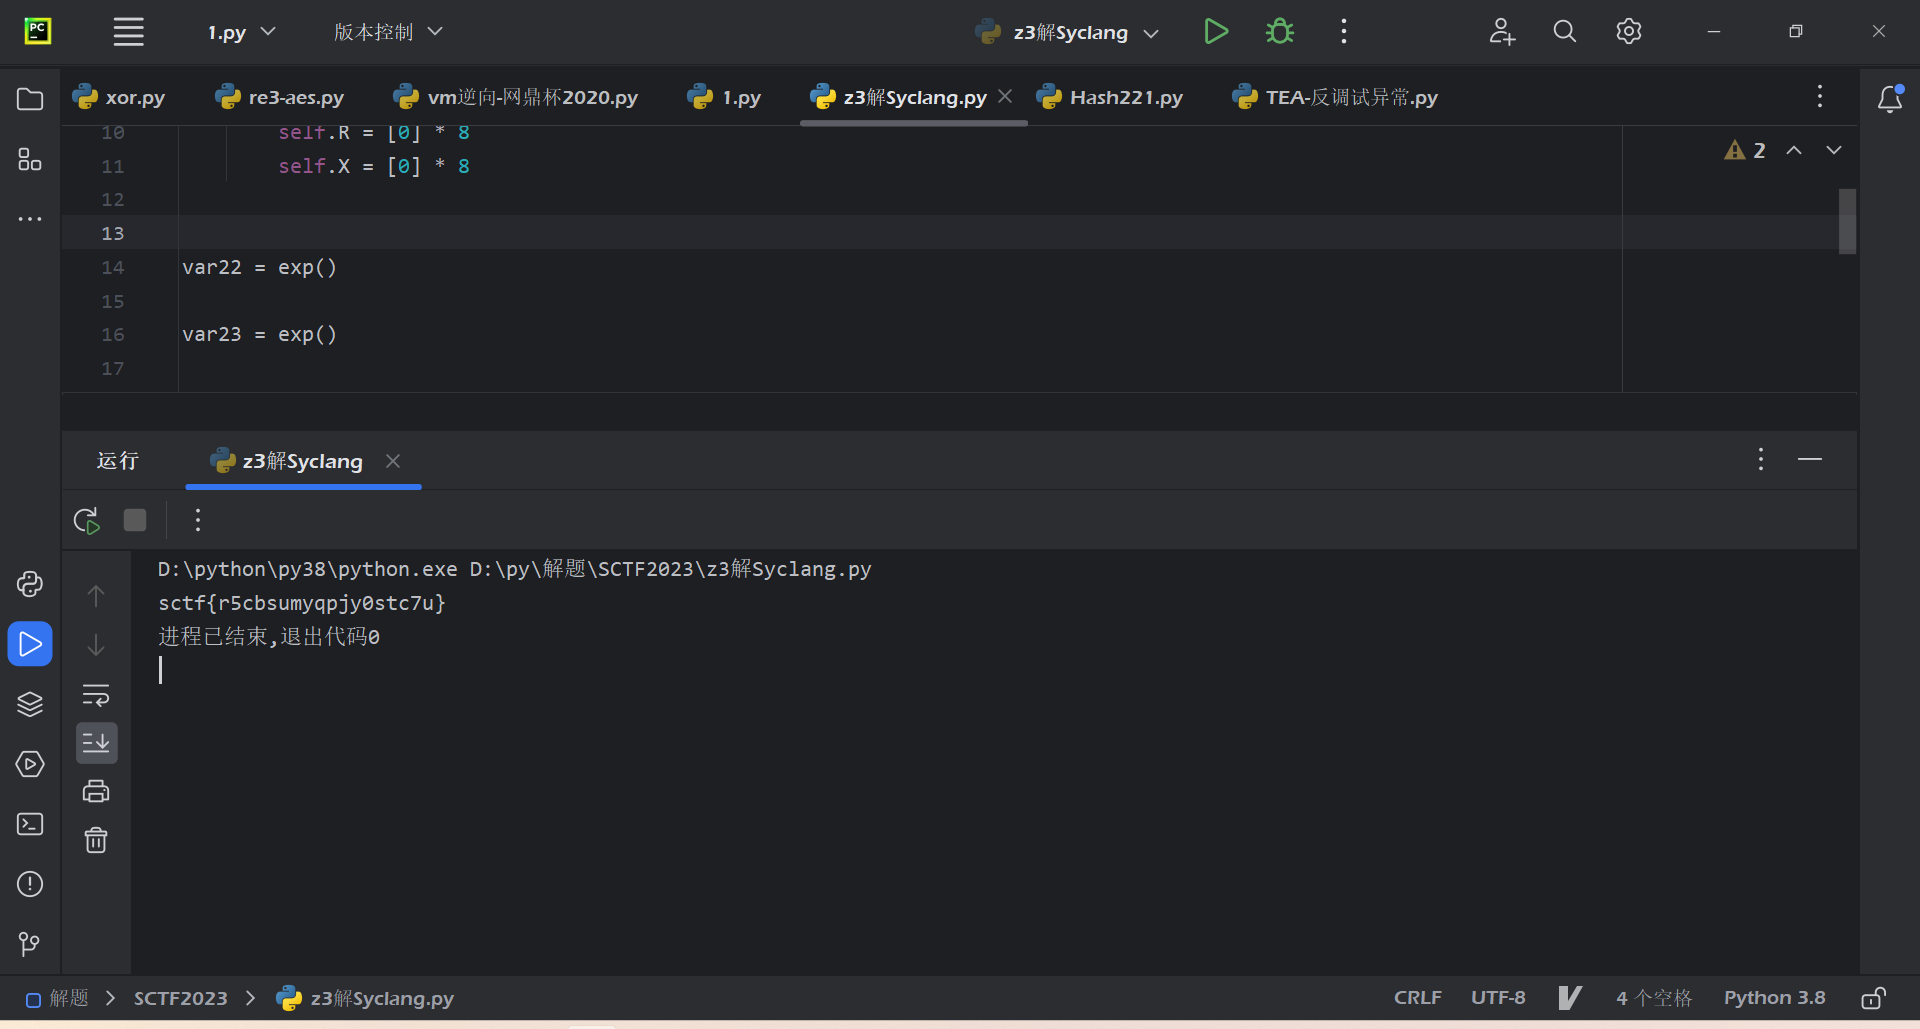 PC
1.py
版本控制
z3解Syclang
xor.py
re3-aes.py
vm逆向-网鼎杯2020.py
1.py
z3解Syclang.py
Hash221.py
TEA-反调试异常.py
10 self.R = [0] * 8
11 self.X = [0] * 8
2
12
13
14 var22 = exp()
15
16 var23 = exp()
17
运行
z3解Syclang
D:\python\py38\python.exe D:\py\解题\SCTF2023\z3解Syclang.py
sctf{r5cbsumyqpjy0stc7u}
进程已结束,退出代码0
解题 > SCTF2023 > z3解Syclang.py
CRLF
UTF-8
4 个空格
Python 3.8